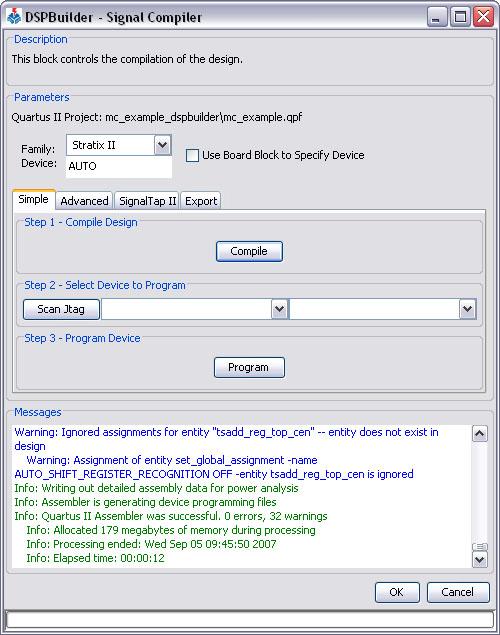 DSPBuilder - Signal Compiler
Description
This block controls the compilation of the design.
Parameters
Quartus II Project: mc_example_dspbuilder\mc_example.qpf
Family: Stratix II
Device: AUTO
Use Board Block to Specify Device
Simple Advanced SignalTap II Export
Step 1 - Compile Design
Compile
Step 2 - Select Device to Program
Scan Jtag
Step 3 - Program Device
Program
Messages
Warning: Ignored assignments for entity "tsadd_reg_top_cen" -- entity does not exist in
design
Warning: Assignment of entity set_global_assignment -name
AUTO_SHIFT_REGISTER_RECOGNITION OFF -entity tsadd_reg_top_cen is ignored
Info: Writing out detailed assembly data for power analysis
Info: Assembler is generating device programming files
Info: Quartus II Assembler was successful. 0 errors, 32 warnings
Info: Allocated 179 megabytes of memory during processing
Info: Processing ended: Wed Sep 05 09:45:50 2007
Info: Elapsed time: 00:00:12
OK Cancel